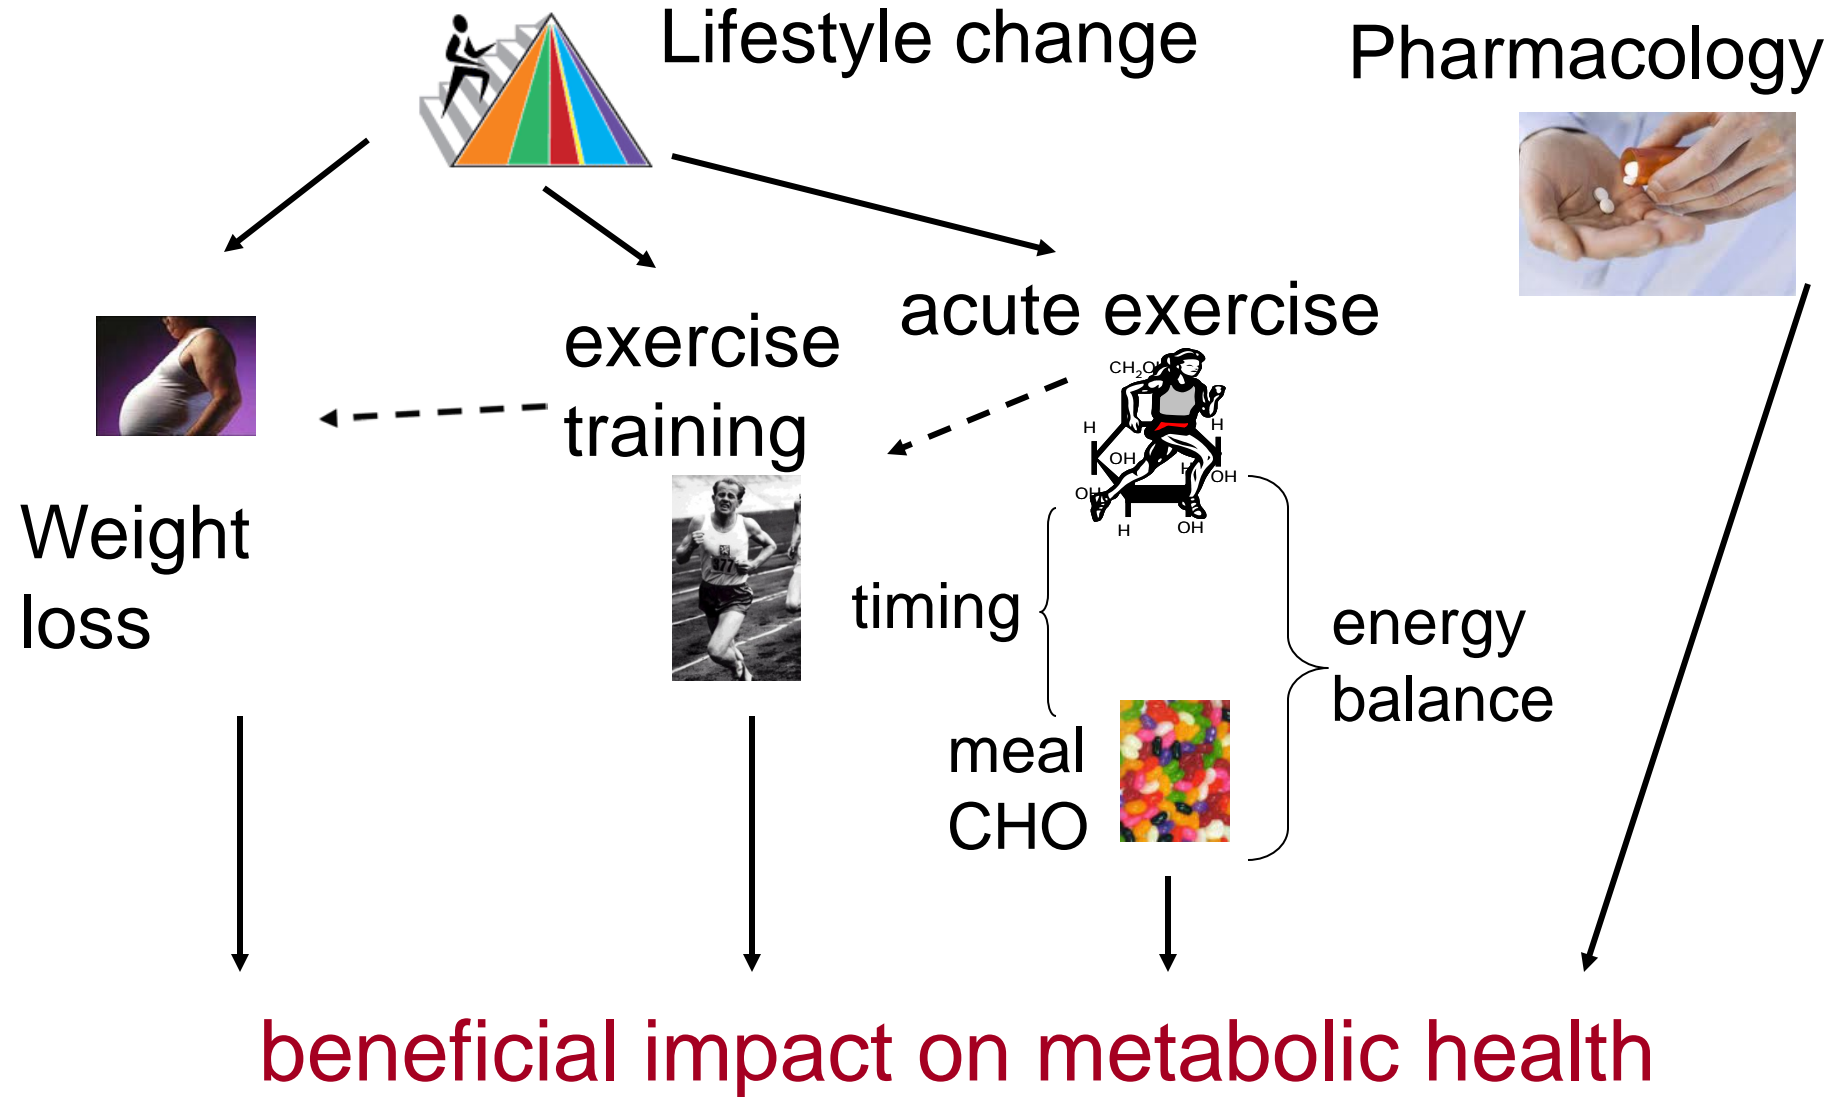 Lifestyle change
Pharmacology
acute exercise
exercise
training
CH2OH
H
H
OH
H
OH
OH
H
OH
Weight
loss
timing
energy
balance
meal
CHO
377
beneficial impact on metabolic health